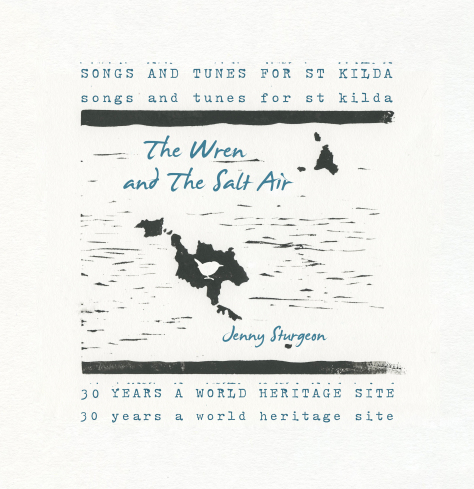 SONGS AND TUNES FOR ST KILDA
songs and tunes for st kilda
The Wren
and The Salt Air
Jenny Sturgeon
30 YEARS A WORLD HERITAGE SITE
30 years a world heritage site